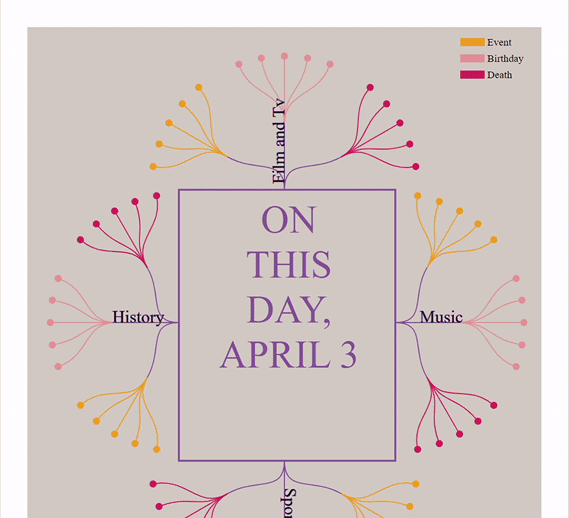 Event
Birthday
Death
Film and Tv
ON
THIS
DAY,
APRIL 3
History
Music